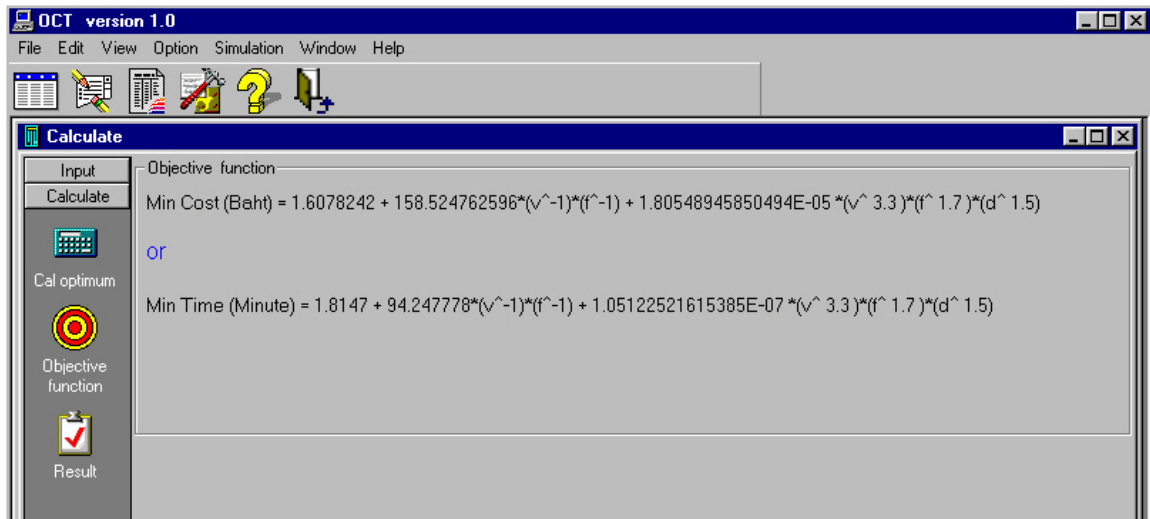 OCT version 1.0
File Edit View Option Simulation Window Help
Calculate
Input
Calculate
Cal optimum
Objective
function
Result
Objective function
Min Cost (Baht) = 1.6078242 + 158.524762596*(v^-1)*(f^-1) + 1.80548945850494E-05 *(v^ 3.3 )*(f^ 1.7 )*(d^ 1.5)
or
Min Time (Minute) = 1.8147 + 94.247778*(v^-1)*(f^-1) + 1.05122521615385E-07 *(v^ 3.3 )*(f^ 1.7 )*(d^ 1.5)